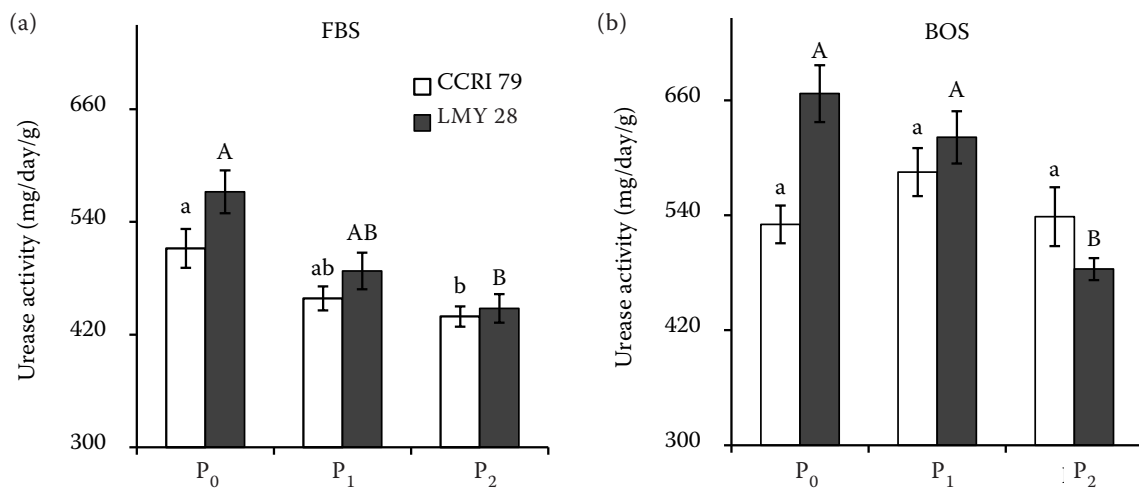 (a)
FBS
CCRI 79
LMY 28
Urease activity (mg/day/g)
660
540
420
300
a
A
ab
AB
b
B
P0
P1
P2
(b)
BOS
Urease activity (mg/day/g)
660
540
420
300
a
A
a
A
a
B
P0
P1
P2